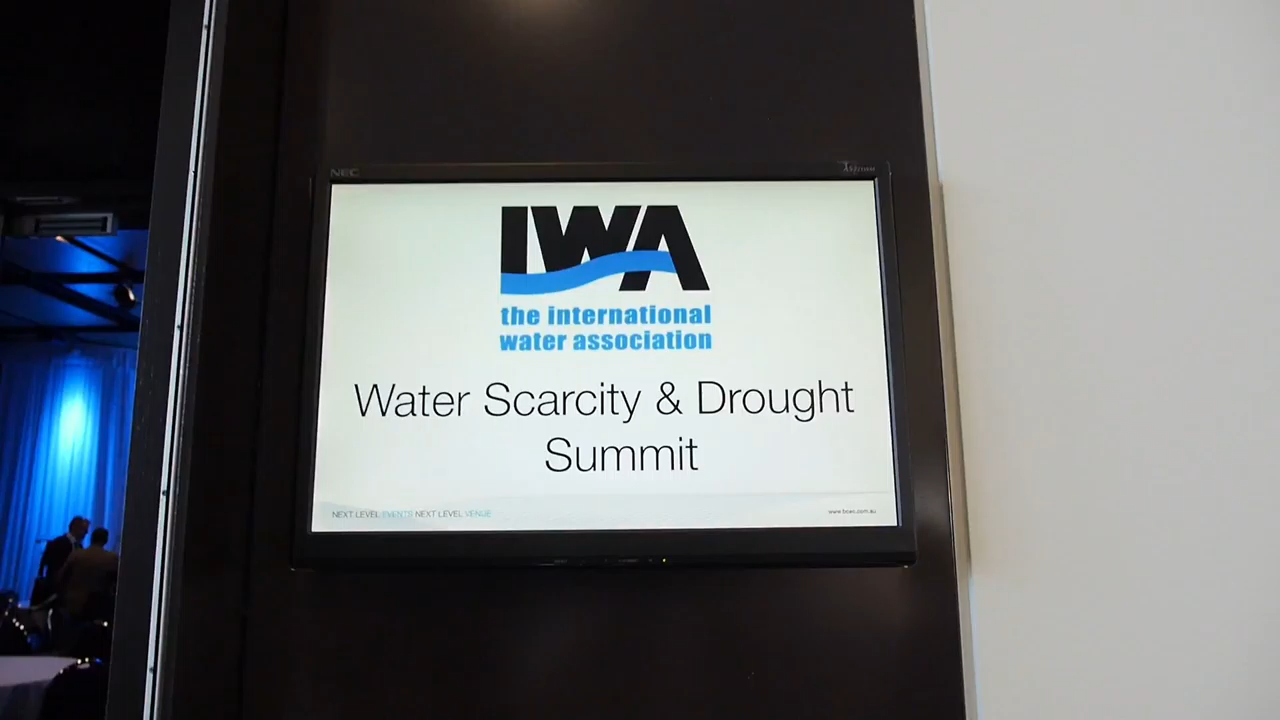 NEC
IWA
the international
water association
Water Scarcity & Drought
Summit
NEXT LEVEL EVENTS NEXT LEVEL VENUE
www.bcec.com.au